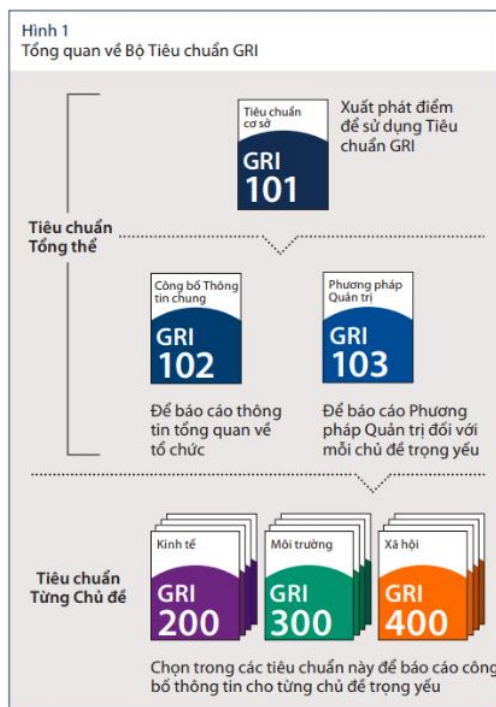 Hình 1
Tổng quan về Bộ Tiêu chuẩn GRI
Tiêu chuẩn
cơ sở
GRI
101
Xuất phát điểm
để sử dụng Tiêu
chuẩn GRI
Tiêu chuẩn
Tổng thể
Công bố Thông
tin chung
GRI
102
Phương pháp
Quản trị
GRI
103
Để báo cáo thông
tin tổng quan về
tổ chức
Để báo cáo Phương
pháp Quản trị đối với
mỗi chủ đề trọng yếu
Tiêu chuẩn
Từng Chủ đề
Kinh tế
GRI
200
Môi trường
GRI
300
Xã hội
GRI
400
Chọn trong các tiêu chuẩn này để báo cáo công
bố thông tin cho từng chủ đề trọng yếu